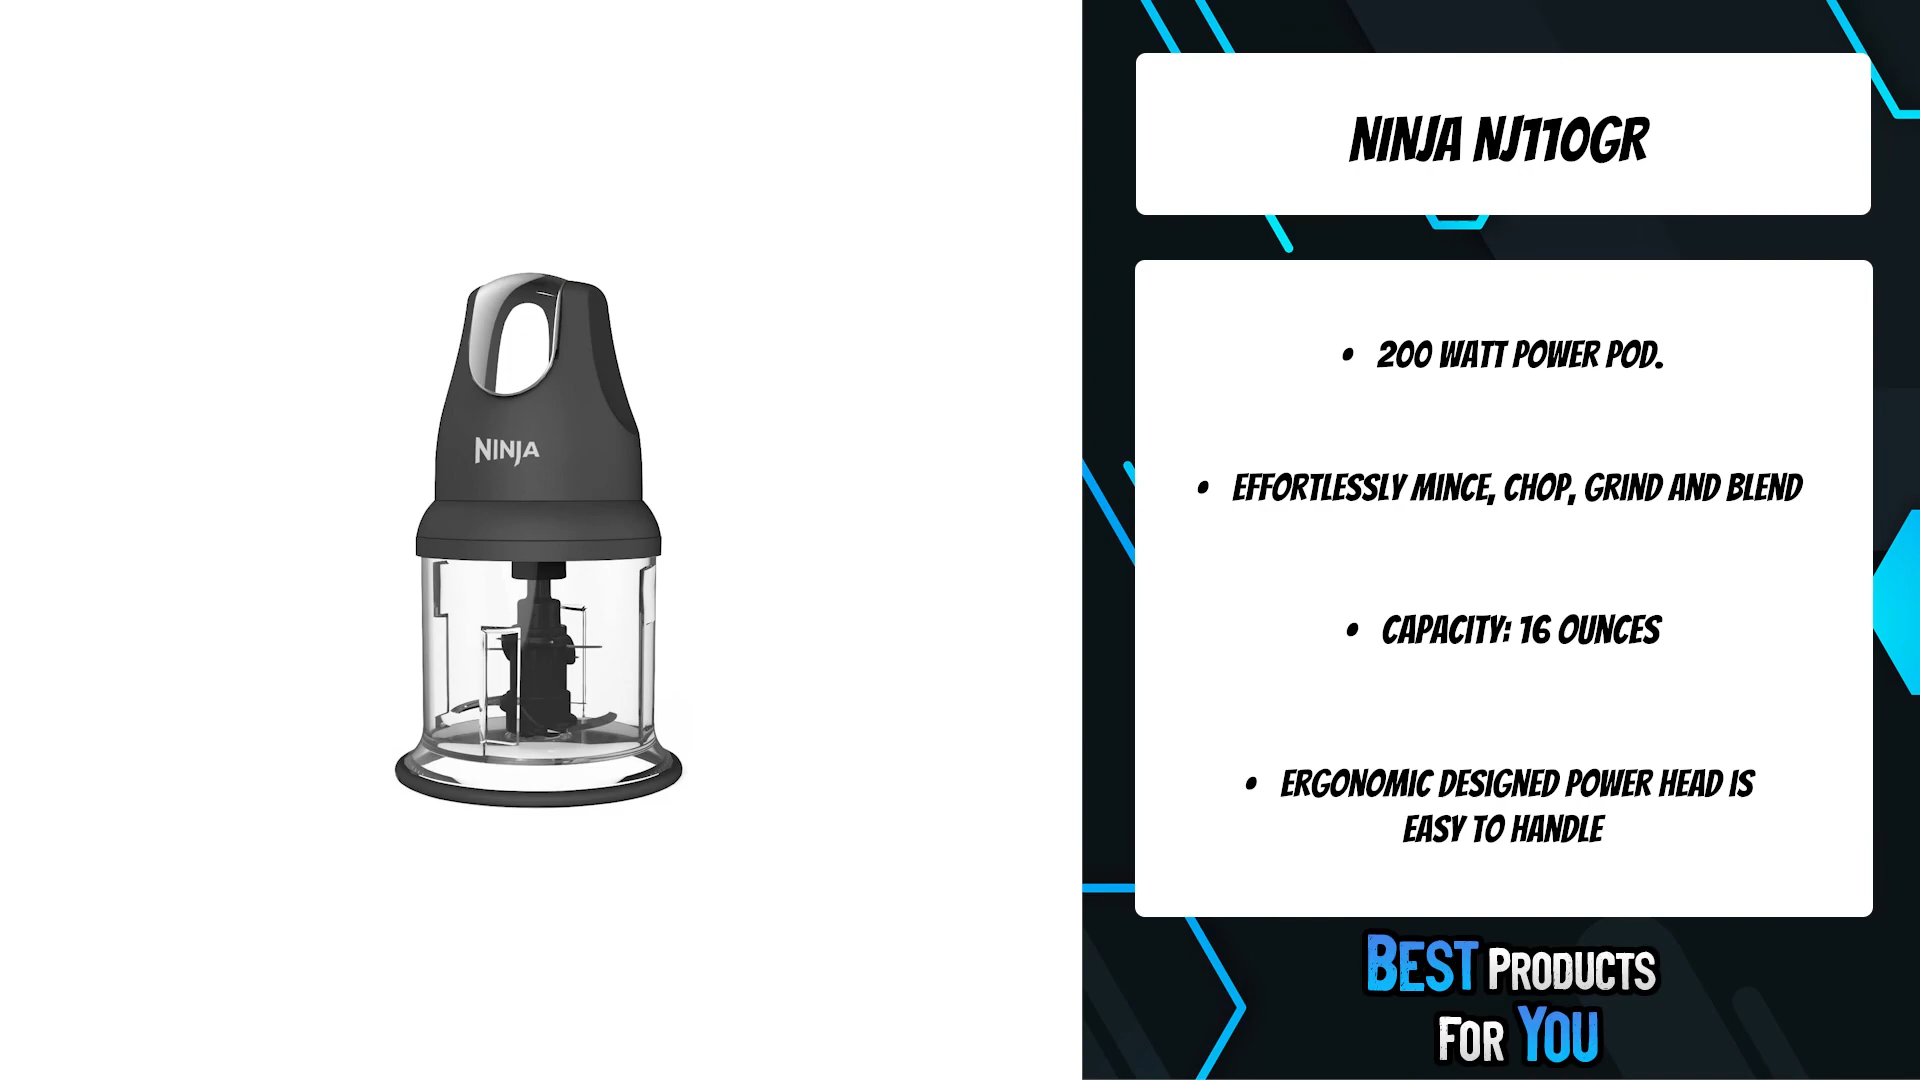 NINJA
NINJA NJ110GR
• 200 WATT POWER POD.
• EFFORTLESSLY MINCE, CHOP, GRIND AND BLEND
• CAPACITY: 16 OUNCES
• ERGONOMIC DESIGNED POWER HEAD IS
EASY TO HANDLE
BEST PRODUCTS
FOR YOU